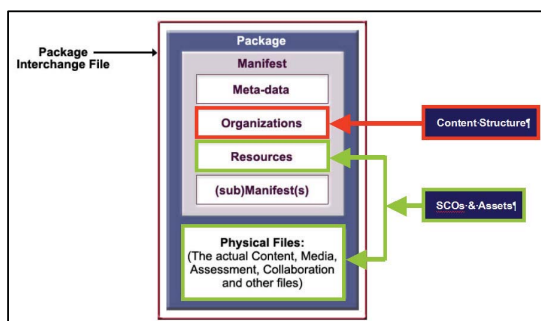 Package
Package
Interchange File
Manifest
Meta-data
Organizations
Content·Structure¶
Resources
(sub)Manifest(s)
SCOs·&·Assets¶
Physical Files:
(The actual Content, Media,
Assessment, Collaboration
and other files)